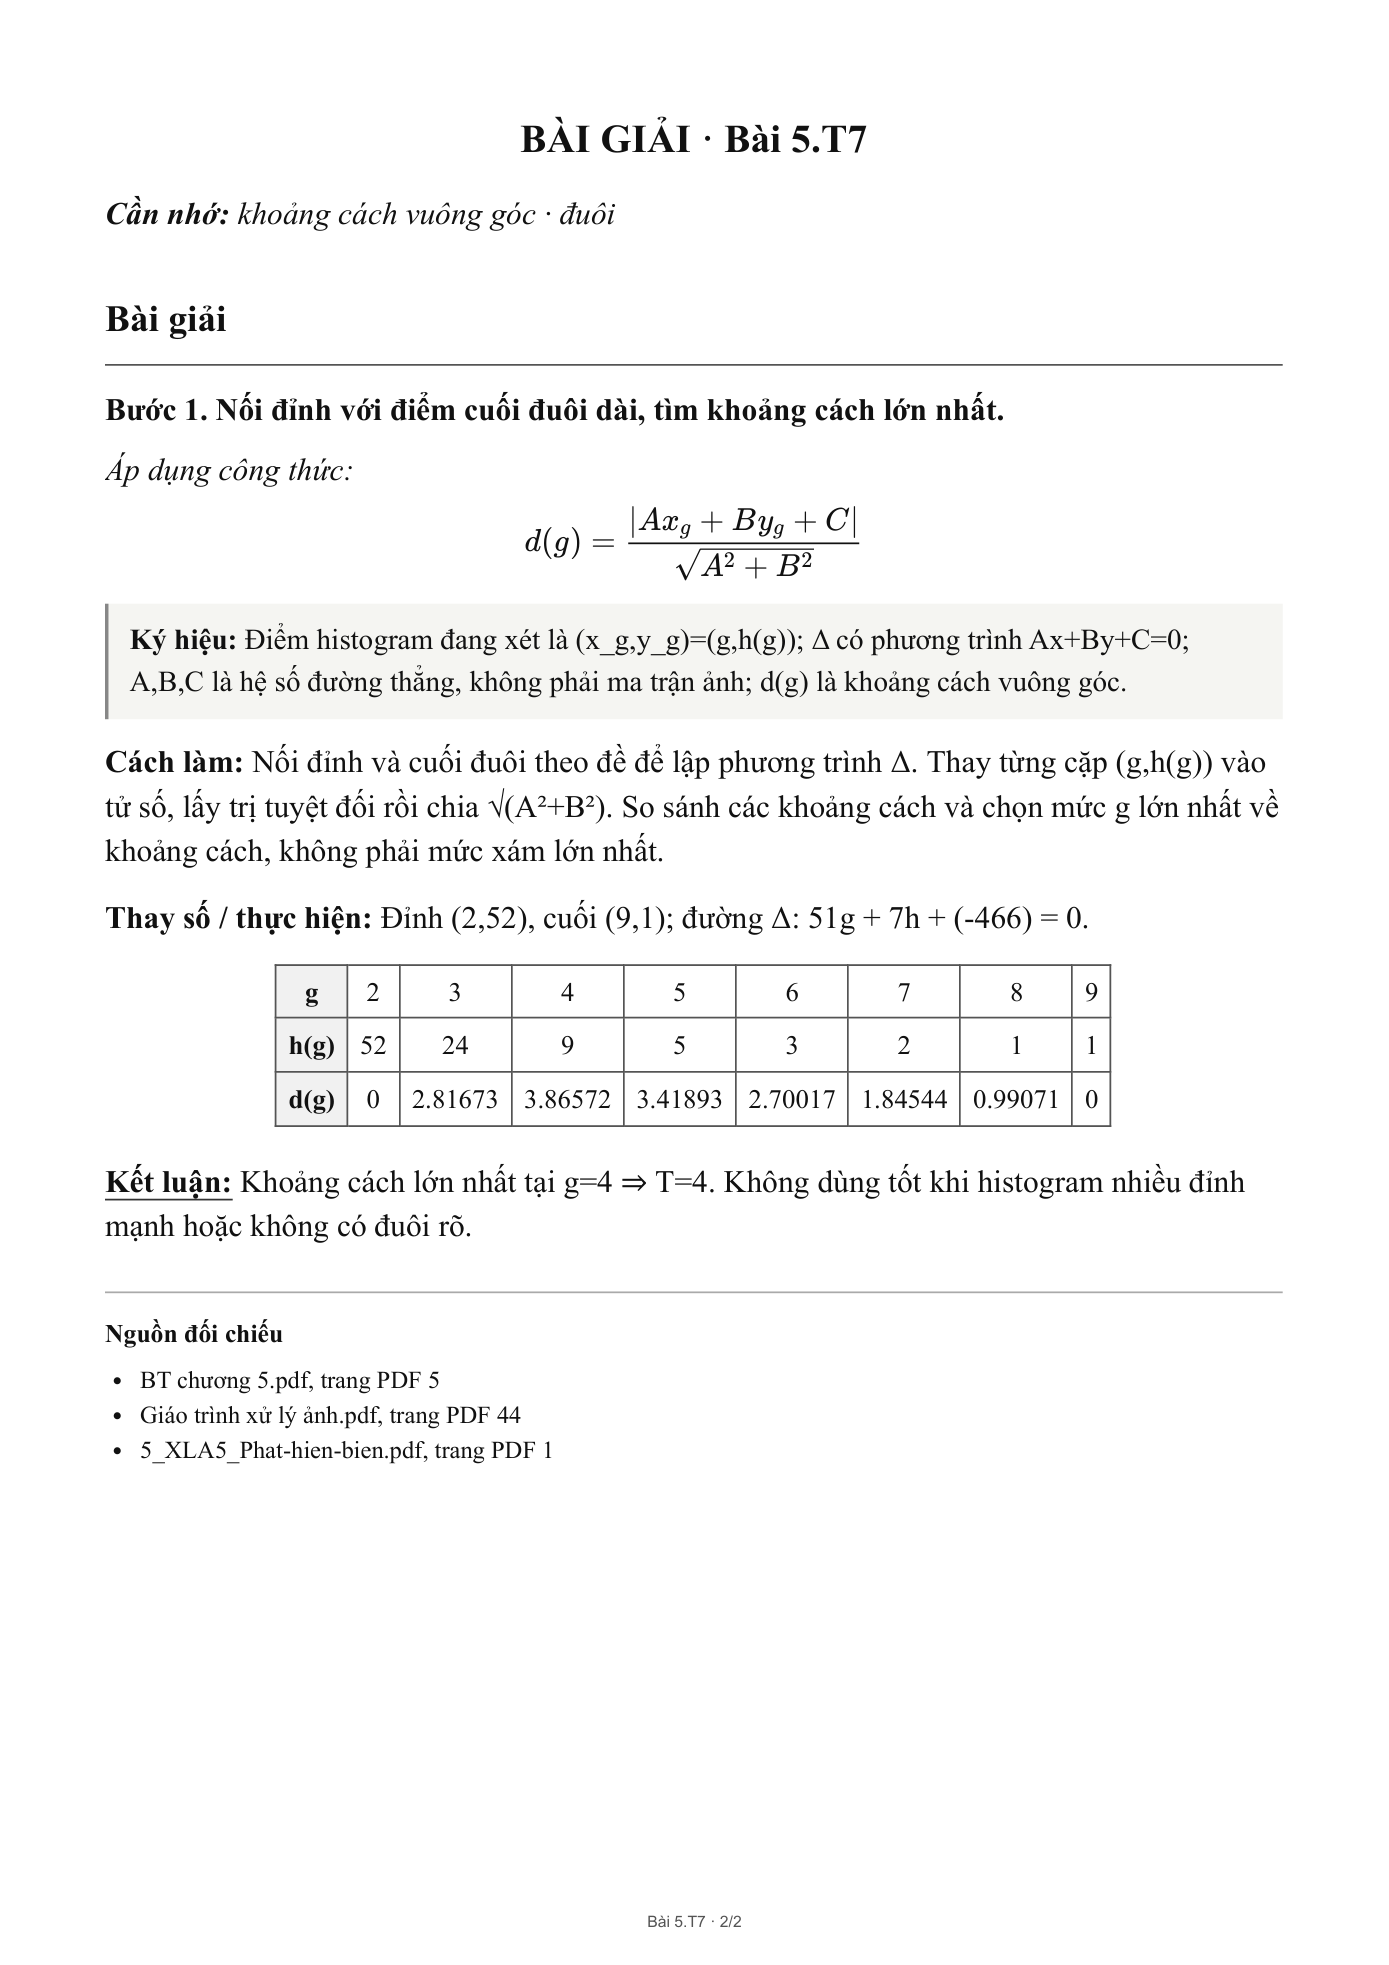 BÀI GIẢI · Bài 5.T7
Cần nhớ: khoảng cách vuông góc · đuôi
Bài giải
Bước 1. Nối đỉnh với điểm cuối đuôi dài, tìm khoảng cách lớn nhất.
Áp dụng công thức:
d(g) = |Ax_g + By_g + C| / √(A² + B²)
Ký hiệu: Điểm histogram đang xét là (x_g,y_g)=(g,h(g)); Δ có phương trình Ax+By+C=0;
A,B,C là hệ số đường thẳng, không phải ma trận ảnh; d(g) là khoảng cách vuông góc.
Cách làm: Nối đỉnh và cuối đuôi theo đề để lập phương trình Δ. Thay từng cặp (g,h(g)) vào
tử số, lấy trị tuyệt đối rồi chia √(A²+B²). So sánh các khoảng cách và chọn mức g lớn nhất về
khoảng cách, không phải mức xám lớn nhất.
Thay số / thực hiện: Đỉnh (2,52), cuối (9,1); đường Δ: 51g + 7h + (-466) = 0.
g 2 3 4 5 6 7 8 9
h(g) 52 24 9 5 3 2 1 1
d(g) 0 2.81673 3.86572 3.41893 2.70017 1.84544 0.99071 0
Kết luận: Khoảng cách lớn nhất tại g=4 ⇒ T=4. Không dùng tốt khi histogram nhiều đỉnh
mạnh hoặc không có đuôi rõ.
Nguồn đối chiếu
• BT chương 5.pdf, trang PDF 5
• Giáo trình xử lý ảnh.pdf, trang PDF 44
• 5_XLA5_Phat-hien-bien.pdf, trang PDF 1
Bài 5.T7 · 2/2